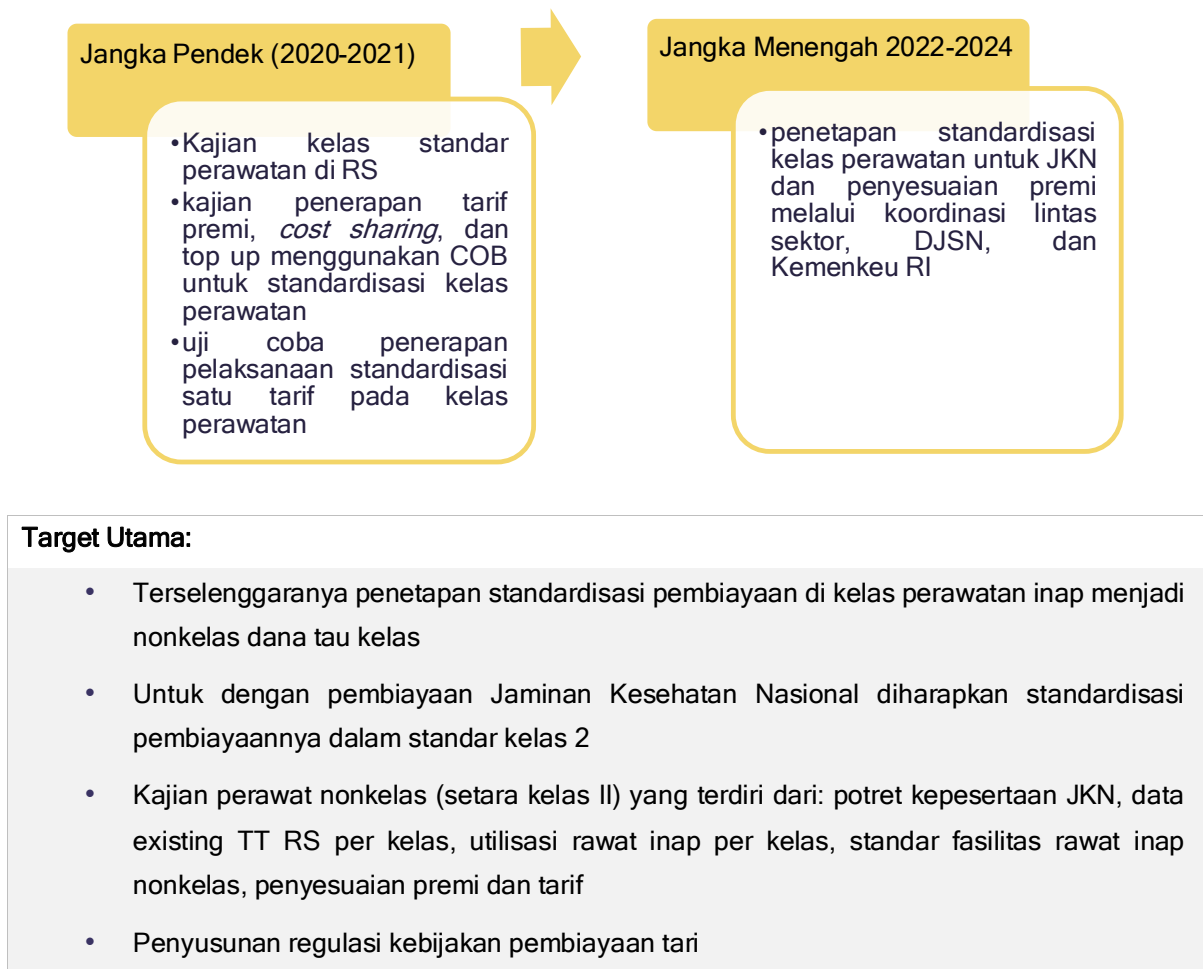 Jangka Pendek (2020-2021)
•Kajian kelas standar
perawatan di RS
•kajian penerapan tarif
premi, cost sharing, dan
top up menggunakan COB
untuk standardisasi kelas
perawatan
•uji coba penerapan
pelaksanaan standardisasi
satu tarif pada kelas
perawatan
Jangka Menengah 2022-2024
•penetapan standardisasi
kelas perawatan untuk JKN
dan penyesuaian premi
melalui koordinasi lintas
sektor, DJSN, dan
Kemenkeu RI
Target Utama:
• Terselenggaranya penetapan standardisasi pembiayaan di kelas perawatan inap menjadi
nonkelas dana tau kelas
• Untuk dengan pembiayaan Jaminan Kesehatan Nasional diharapkan standardisasi
pembiayaannya dalam standar kelas 2
• Kajian perawat nonkelas (setara kelas II) yang terdiri dari: potret kepesertaan JKN, data
existing TT RS per kelas, utilisasi rawat inap per kelas, standar fasilitas rawat inap
nonkelas, penyesuaian premi dan tarif
• Penyusunan regulasi kebijakan pembiayaan tari